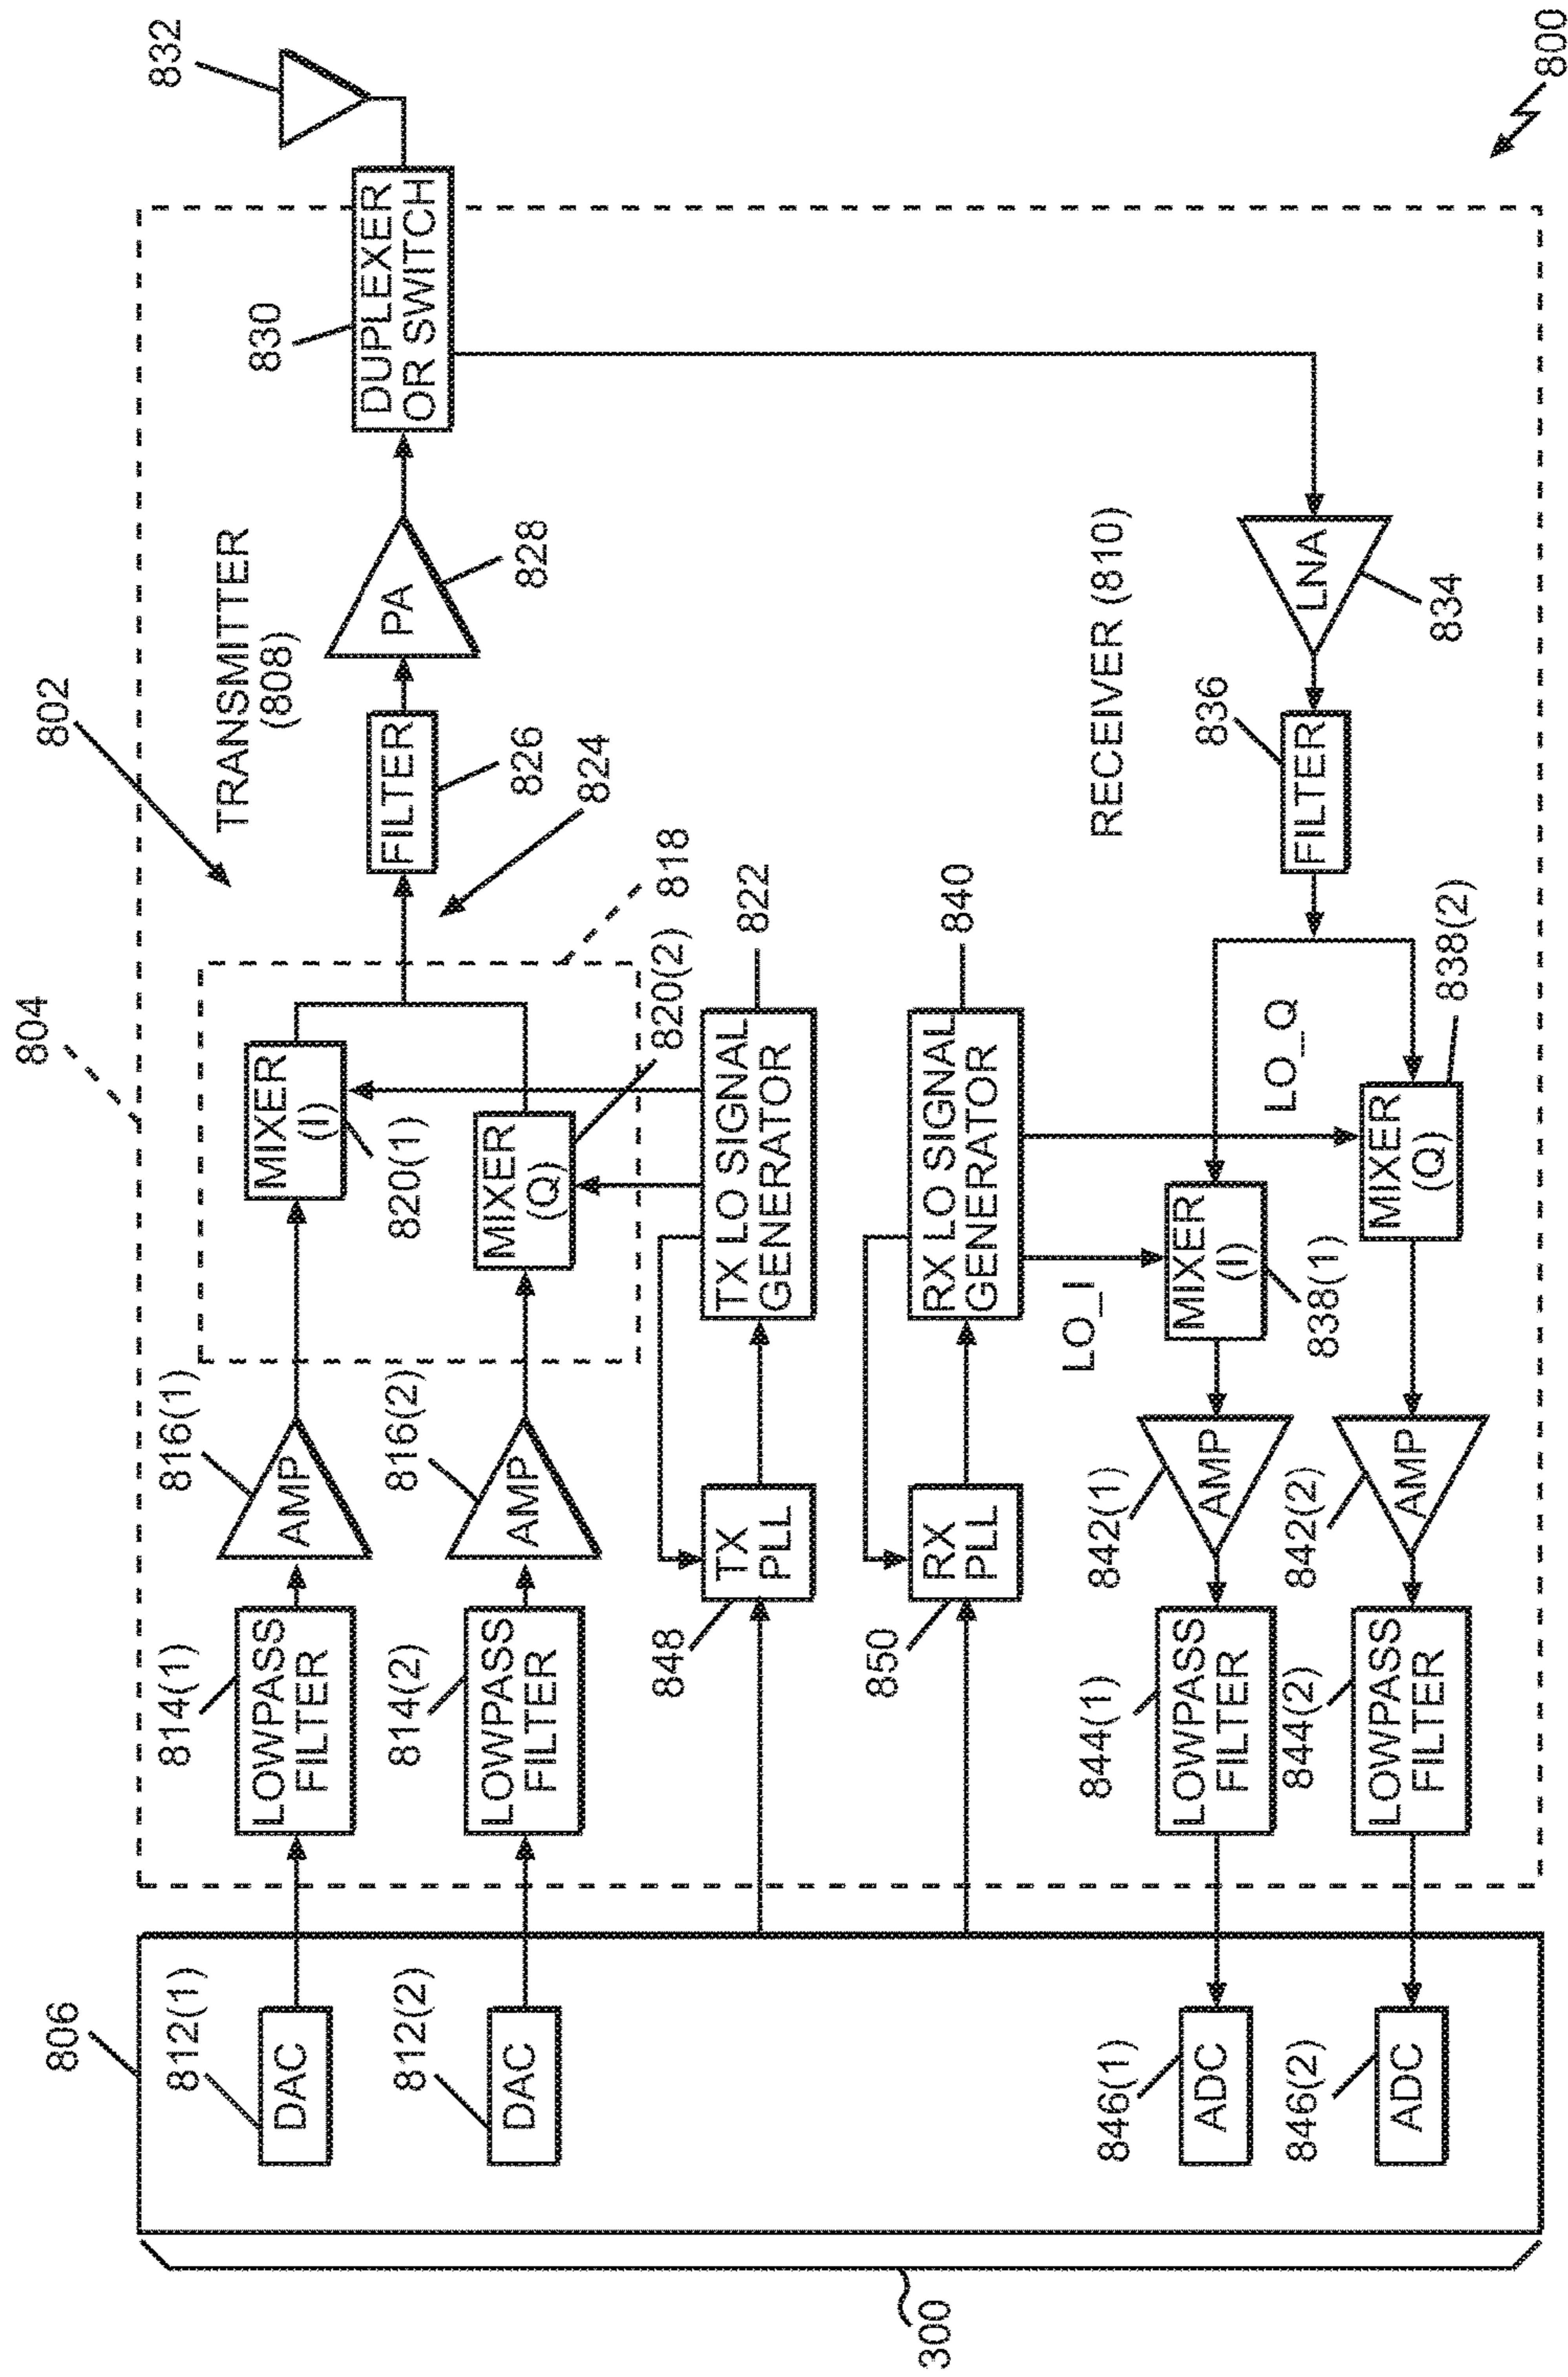 804
802
TRANSMITTER
(808)
832
806
812(1)
DAC
814(1)
LOWPASS
FILTER
816(1)
AMP
MIXER
(I)
820(1)
FILTER
826
824
PA
828
830
DUPLEXER
OR SWITCH
812(2)
DAC
814(2)
LOWPASS
FILTER
816(2)
AMP
MIXER
(Q)
820(2)
818
848
TX
PLL
TX LO SIGNAL
GENERATOR
822
850
RX
PLL
RX LO SIGNAL
GENERATOR
840
LO_I
LO_Q
RECEIVER (810)
846(1)
ADC
844(1)
LOWPASS
FILTER
842(1)
AMP
MIXER
(I)
838(1)
836
FILTER
LNA
834
846(2)
ADC
844(2)
LOWPASS
FILTER
842(2)
AMP
MIXER
(Q)
838(2)
300
800